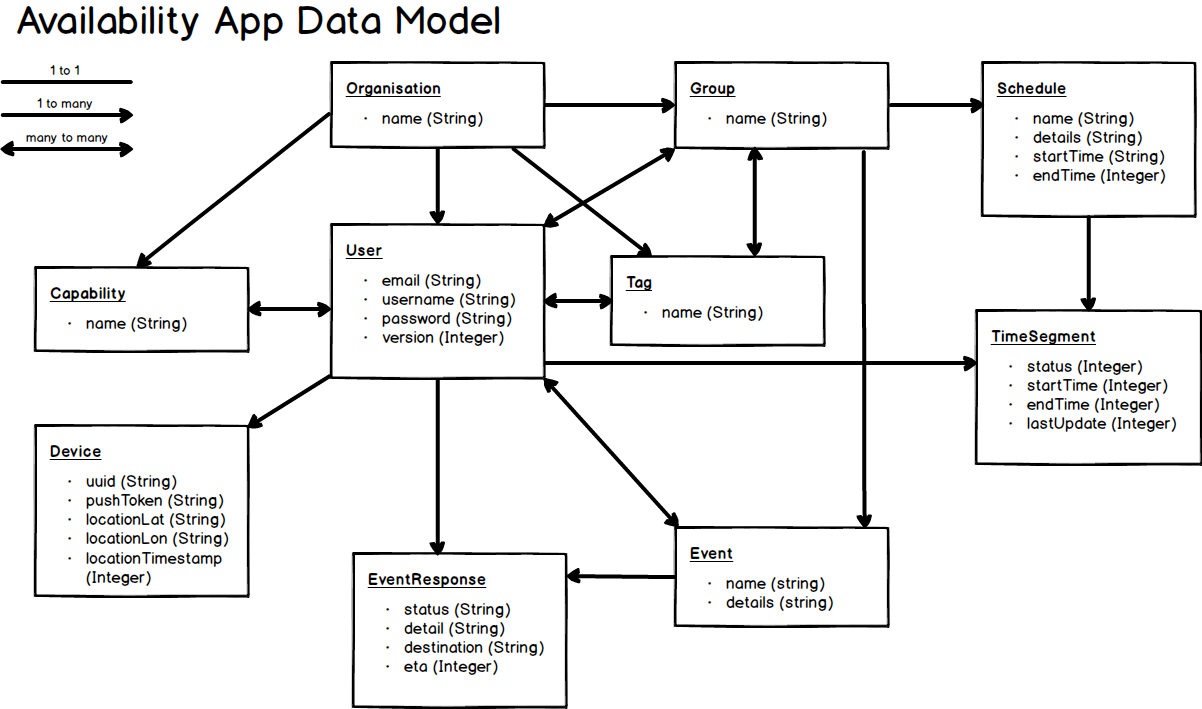 Availability App Data Model
1 to 1
1 to many
many to many
Organisation
· name (String)
Group
· name (String)
Schedule
· name (String)
· details (String)
· startTime (String)
· endTime (Integer)
User
· email (String)
· username (String)
· password (String)
· version (Integer)
Tag
· name (String)
Capability
· name (String)
TimeSegment
· status (Integer)
· startTime (Integer)
· endTime (Integer)
· lastUpdate (Integer)
Device
· uuid (String)
· pushToken (String)
· locationLat (String)
· locationLon (String)
· locationTimestamp
(Integer)
EventResponse
· status (String)
· detail (String)
· destination (String)
· eta (Integer)
Event
· name (string)
· details (string)